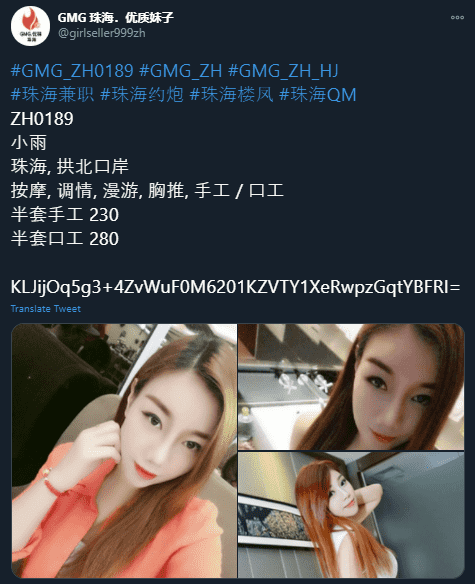 GMG 珠海．优质妹子
@girlseller999zh
#GMG_ZH0189 #GMG_ZH #GMG_ZH_HJ
#珠海兼职 #珠海约炮 #珠海楼凤 #珠海QM
ZH0189
小雨
珠海, 拱北口岸
按摩, 调情, 漫游, 胸推, 手工 / 口工
半套手工 230
半套口工 280
KLJijOq5g3+4ZvWuF0M6201KZVTY1XeRwpzGqtYBFRI=
Translate Tweet